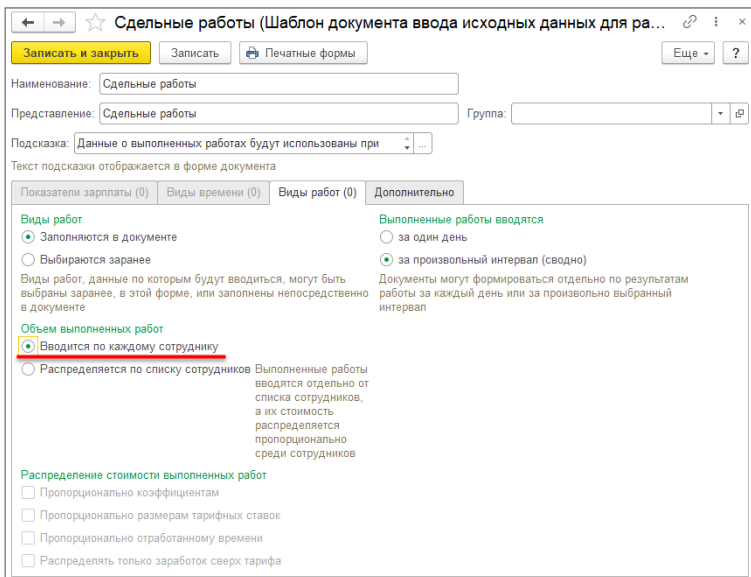 Сдельные работы (Шаблон документа ввода исходных данных для ра...
Записать и закрыть
Записать
Печатные формы
Еще
?
Наименование: Сдельные работы
Представление: Сдельные работы
Группа:
Подсказка: Данные о выполненных работах будут использованы при
...
Текст подсказки отображается в форме документа
Показатели зарплаты (0)
Виды времени (0)
Виды работ (0)
Дополнительно
Виды работ
Заполняются в документе
Выбираются заранее
Виды работ, данные по которым будут вводиться, могут быть
выбраны заранее, в этой форме, или заполнены непосредственно
в документе
Выполненные работы вводятся
за один день
за произвольный интервал (сводно)
Документы могут формироваться отдельно по результатам
работы за каждый день или за произвольно выбранный
интервал
Объем выполненных работ
Вводится по каждому сотруднику
Распределяется по списку сотрудников
Выполненные работы
вводятся отдельно от
списка сотрудников,
а их стоимость
распределяется
пропорционально
среди сотрудников
Распределение стоимости выполненных работ
Пропорционально коэффициентам
Пропорционально размерам тарифных ставок
Пропорционально отработанному времени
Распределять только заработок сверх тарифа